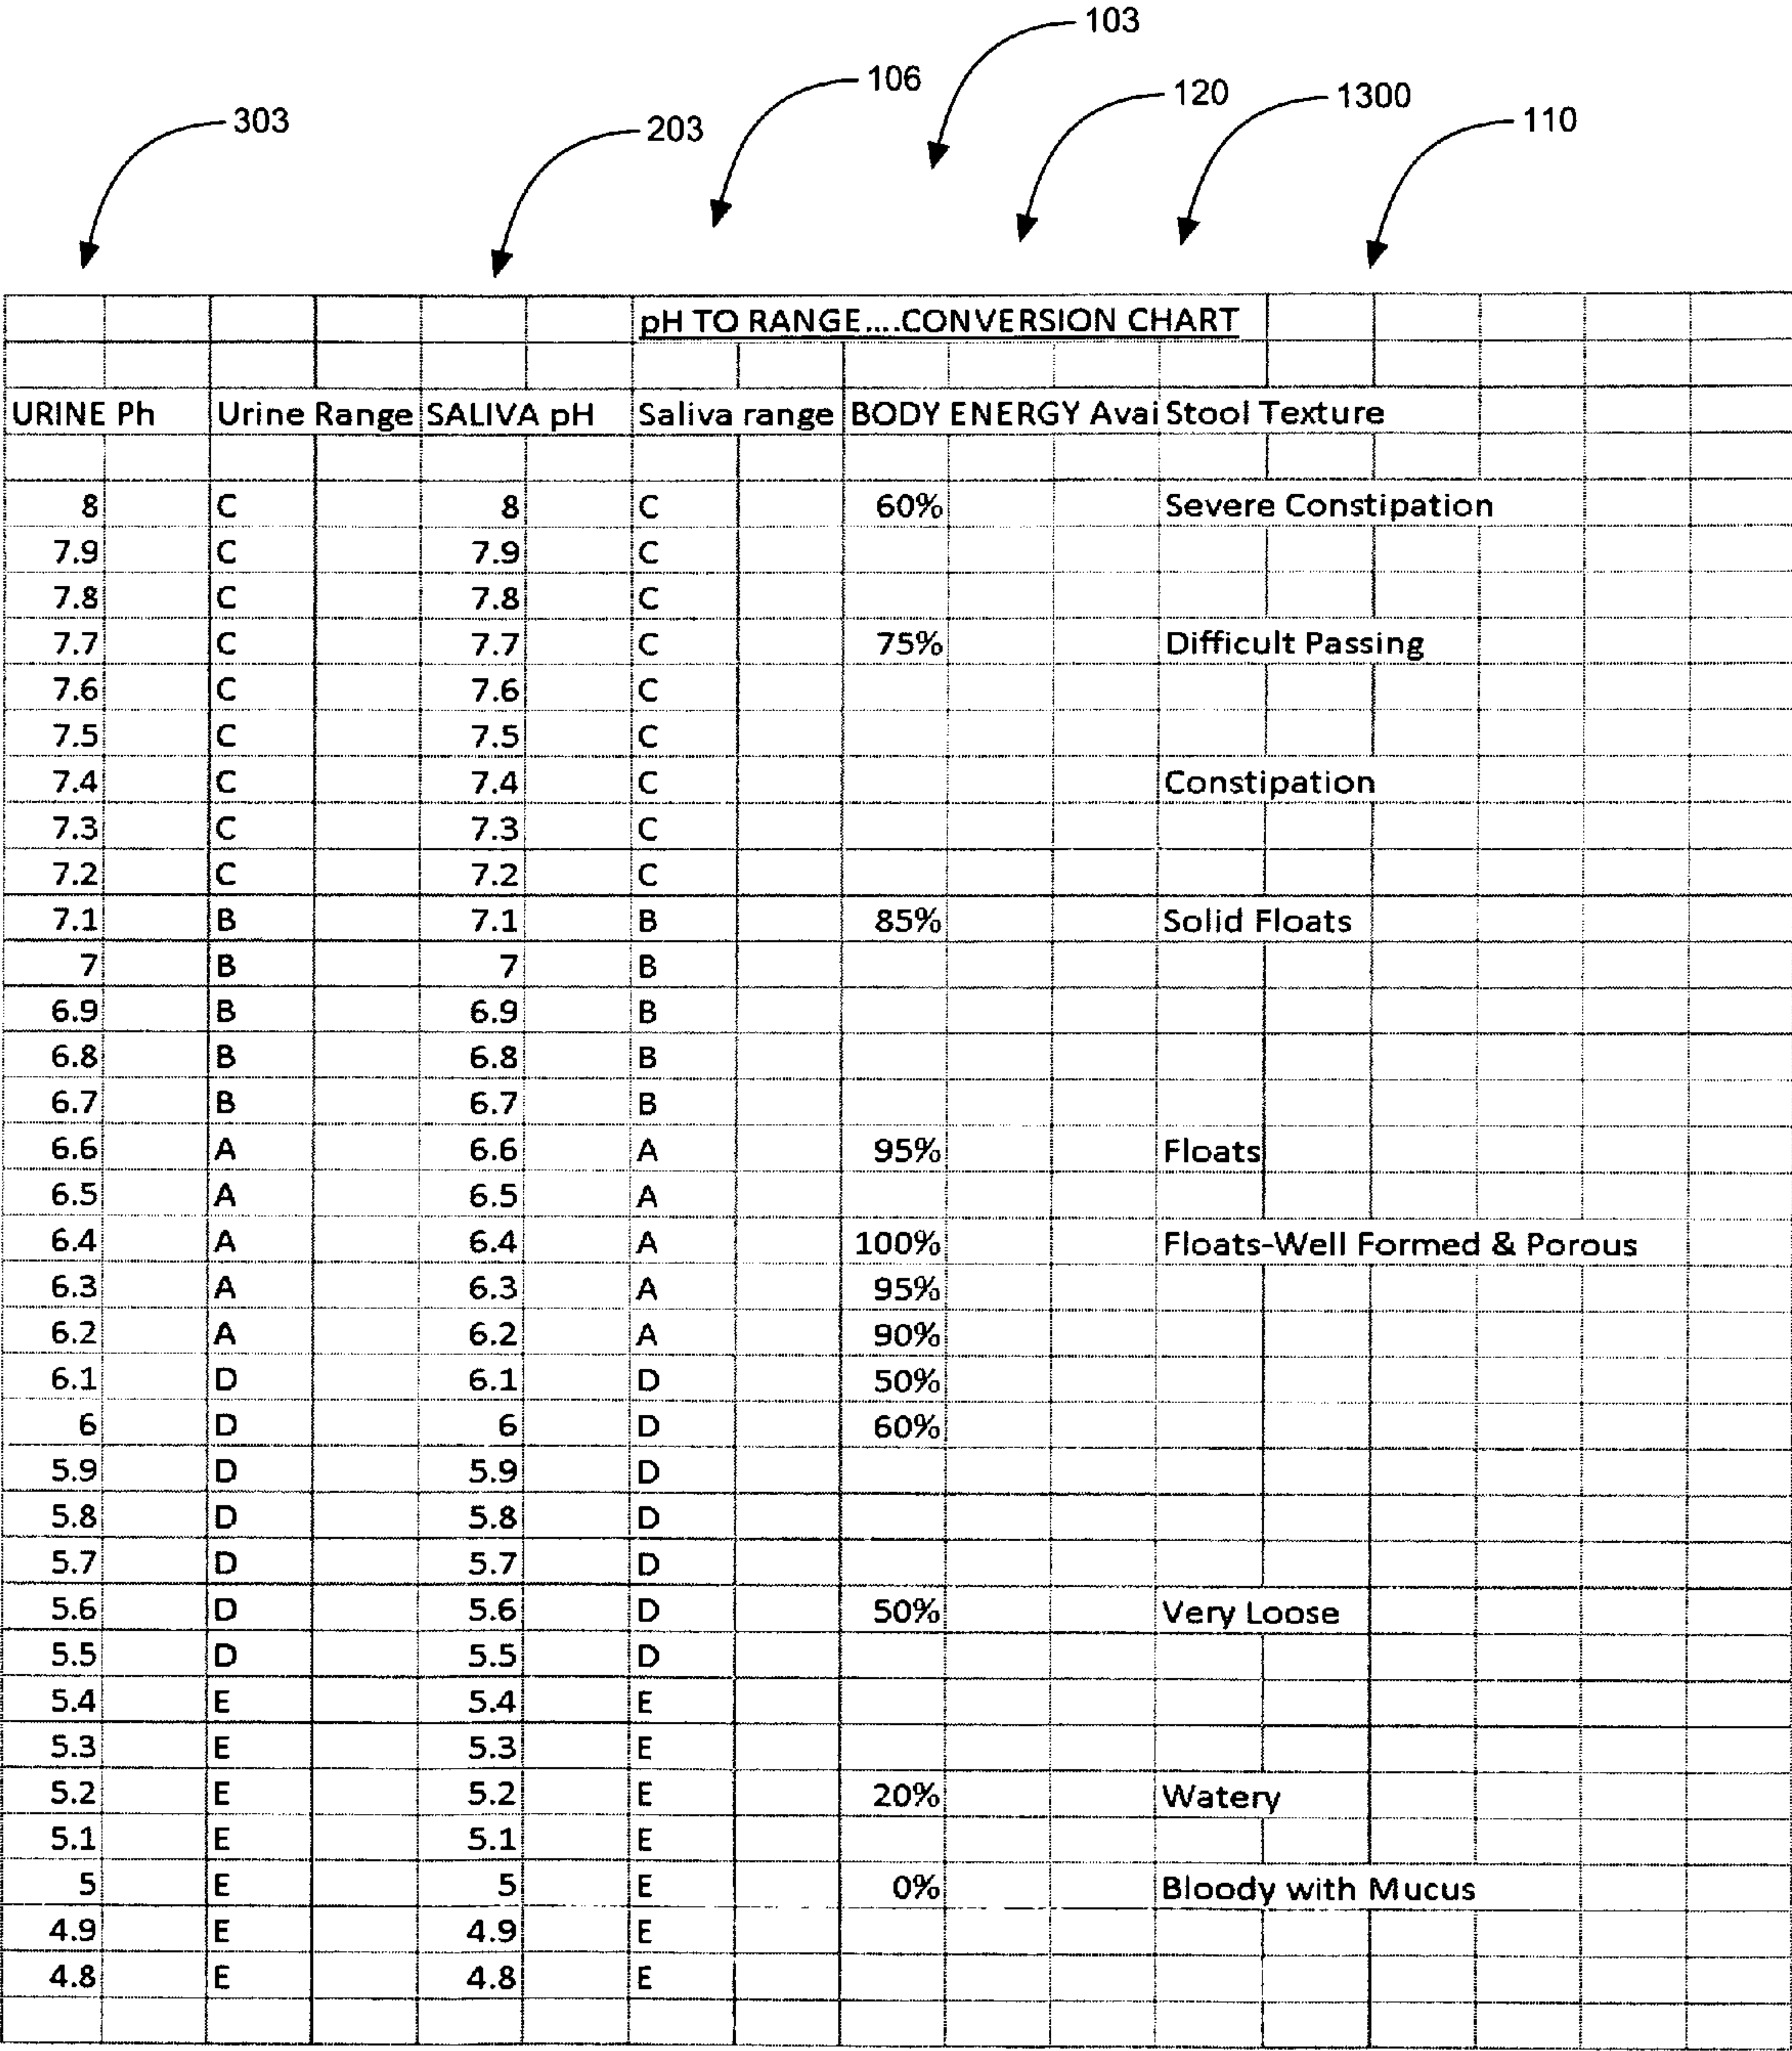 103
106
120
1300
303
203
110
pH TO RANGE....CONVERSION CHART
URINE Ph Urine Range SALIVA pH Saliva range BODY ENERGY Avai Stool Texture
8 C 8 C 60% Severe Constipation
7.9 C 7.9 C
7.8 C 7.8 C
7.7 C 7.7 C 75% Difficult Passing
7.6 C 7.6 C
7.5 C 7.5 C
7.4 C 7.4 C Constipation
7.3 C 7.3 C
7.2 C 7.2 C
7.1 B 7.1 B 85% Solid Floats
7 B 7 B
6.9 B 6.9 B
6.8 B 6.8 B
6.7 B 6.7 B
6.6 A 6.6 A 95% Floats
6.5 A 6.5 A
6.4 A 6.4 A 100% Floats-Well Formed & Porous
6.3 A 6.3 A 95%
6.2 A 6.2 A 90%
6.1 D 6.1 D 50%
6 D 6 D 60%
5.9 D 5.9 D
5.8 D 5.8 D
5.7 D 5.7 D
5.6 D 5.6 D 50% Very Loose
5.5 D 5.5 D
5.4 E 5.4 E
5.3 E 5.3 E
5.2 E 5.2 E 20% Watery
5.1 E 5.1 E
5 E 5 E 0% Bloody with Mucus
4.9 E 4.9 E
4.8 E 4.8 E